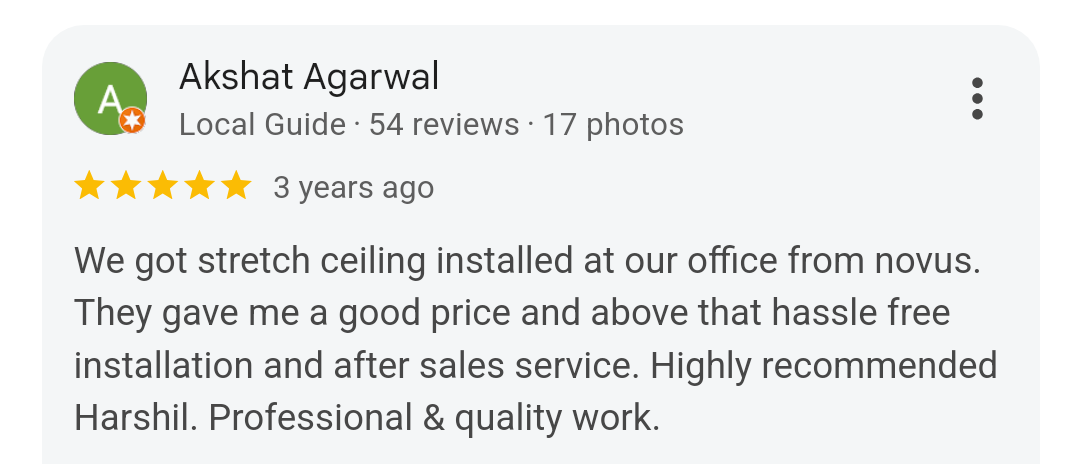 A
Akshat Agarwal
Local Guide · 54 reviews · 17 photos
3 years ago
We got stretch ceiling installed at our office from novus.
They gave me a good price and above that hassle free
installation and after sales service. Highly recommended
Harshil. Professional & quality work.